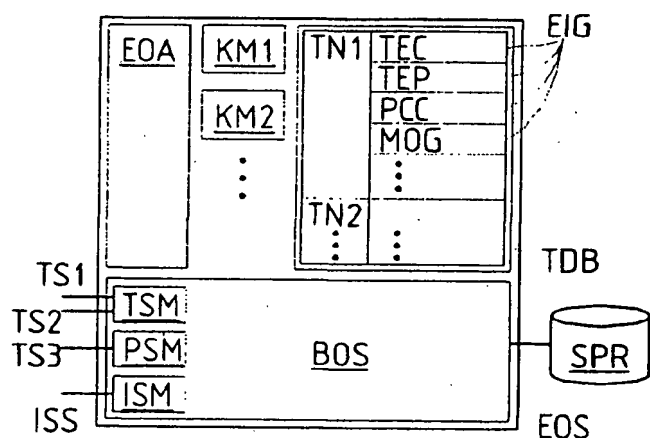 EOA
KM1
KM2
TN1
TEC
TEP
PCC
MOG
TN2
EIG
TDB
TS1
TS2
TS3
ISS
TSM
PSM
ISM
BOS
SPR
EOS